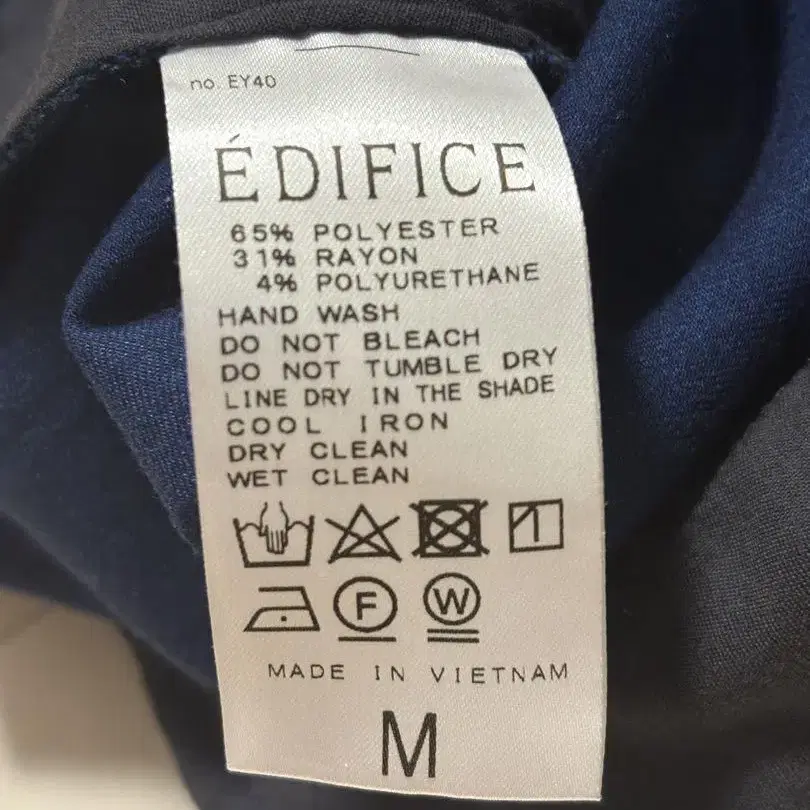 no. EY40
ÉDIFICE
65% POLYESTER
31% RAYON
4% POLYURETHANE
HAND WASH
DO NOT BLEACH
DO NOT TUMBLE DRY
LINE DRY IN THE SHADE
COOL IRON
DRY CLEAN
WET CLEAN
F W
MADE IN VIETNAM
M